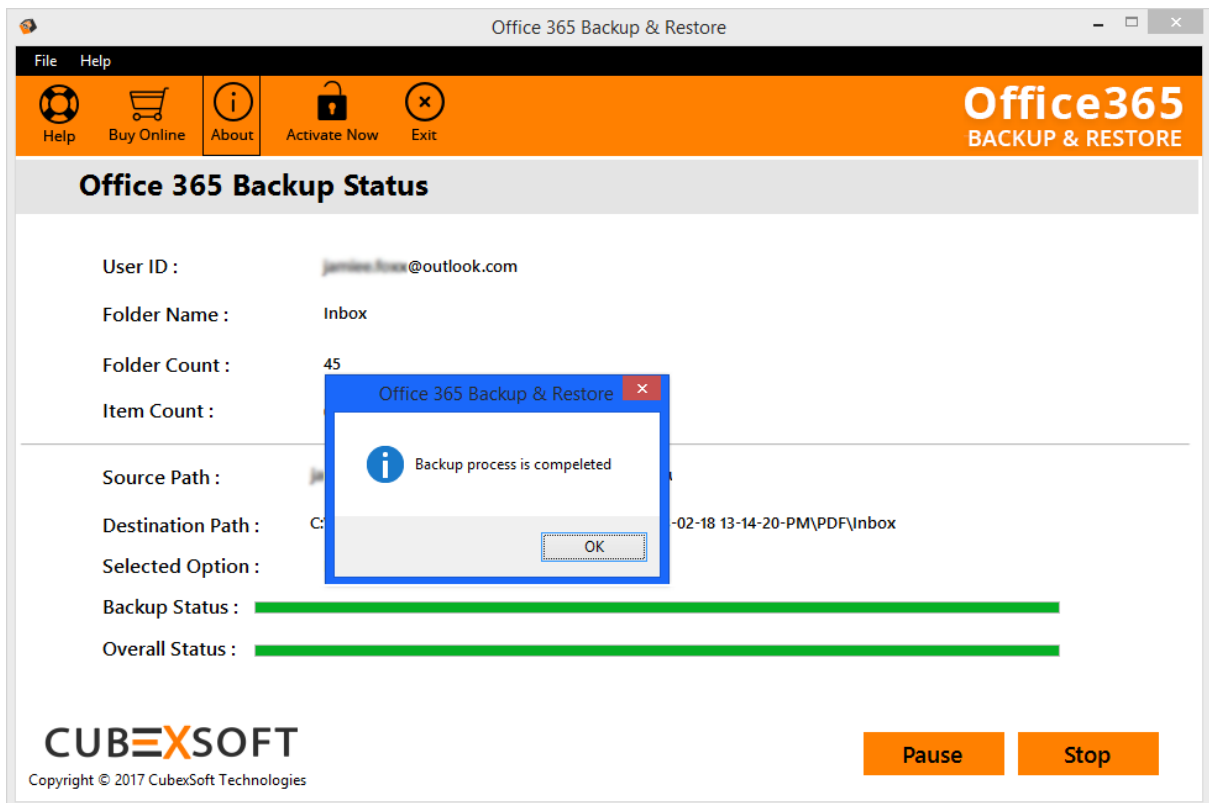 Office 365 Backup & Restore
File Help
Help Buy Online About Activate Now Exit
Office365
BACKUP & RESTORE
Office 365 Backup Status
User ID : @outlook.com
Folder Name : Inbox
Folder Count : 45
Office 365 Backup & Restore
Item Count :
Backup process is compeleted
Source Path :
Destination Path : C: -02-18 13-14-20-PM\PDF\Inbox
OK
Selected Option :
Backup Status :
Overall Status :
CUBEXSOFT
Pause Stop
Copyright © 2017 CubexSoft Technologies